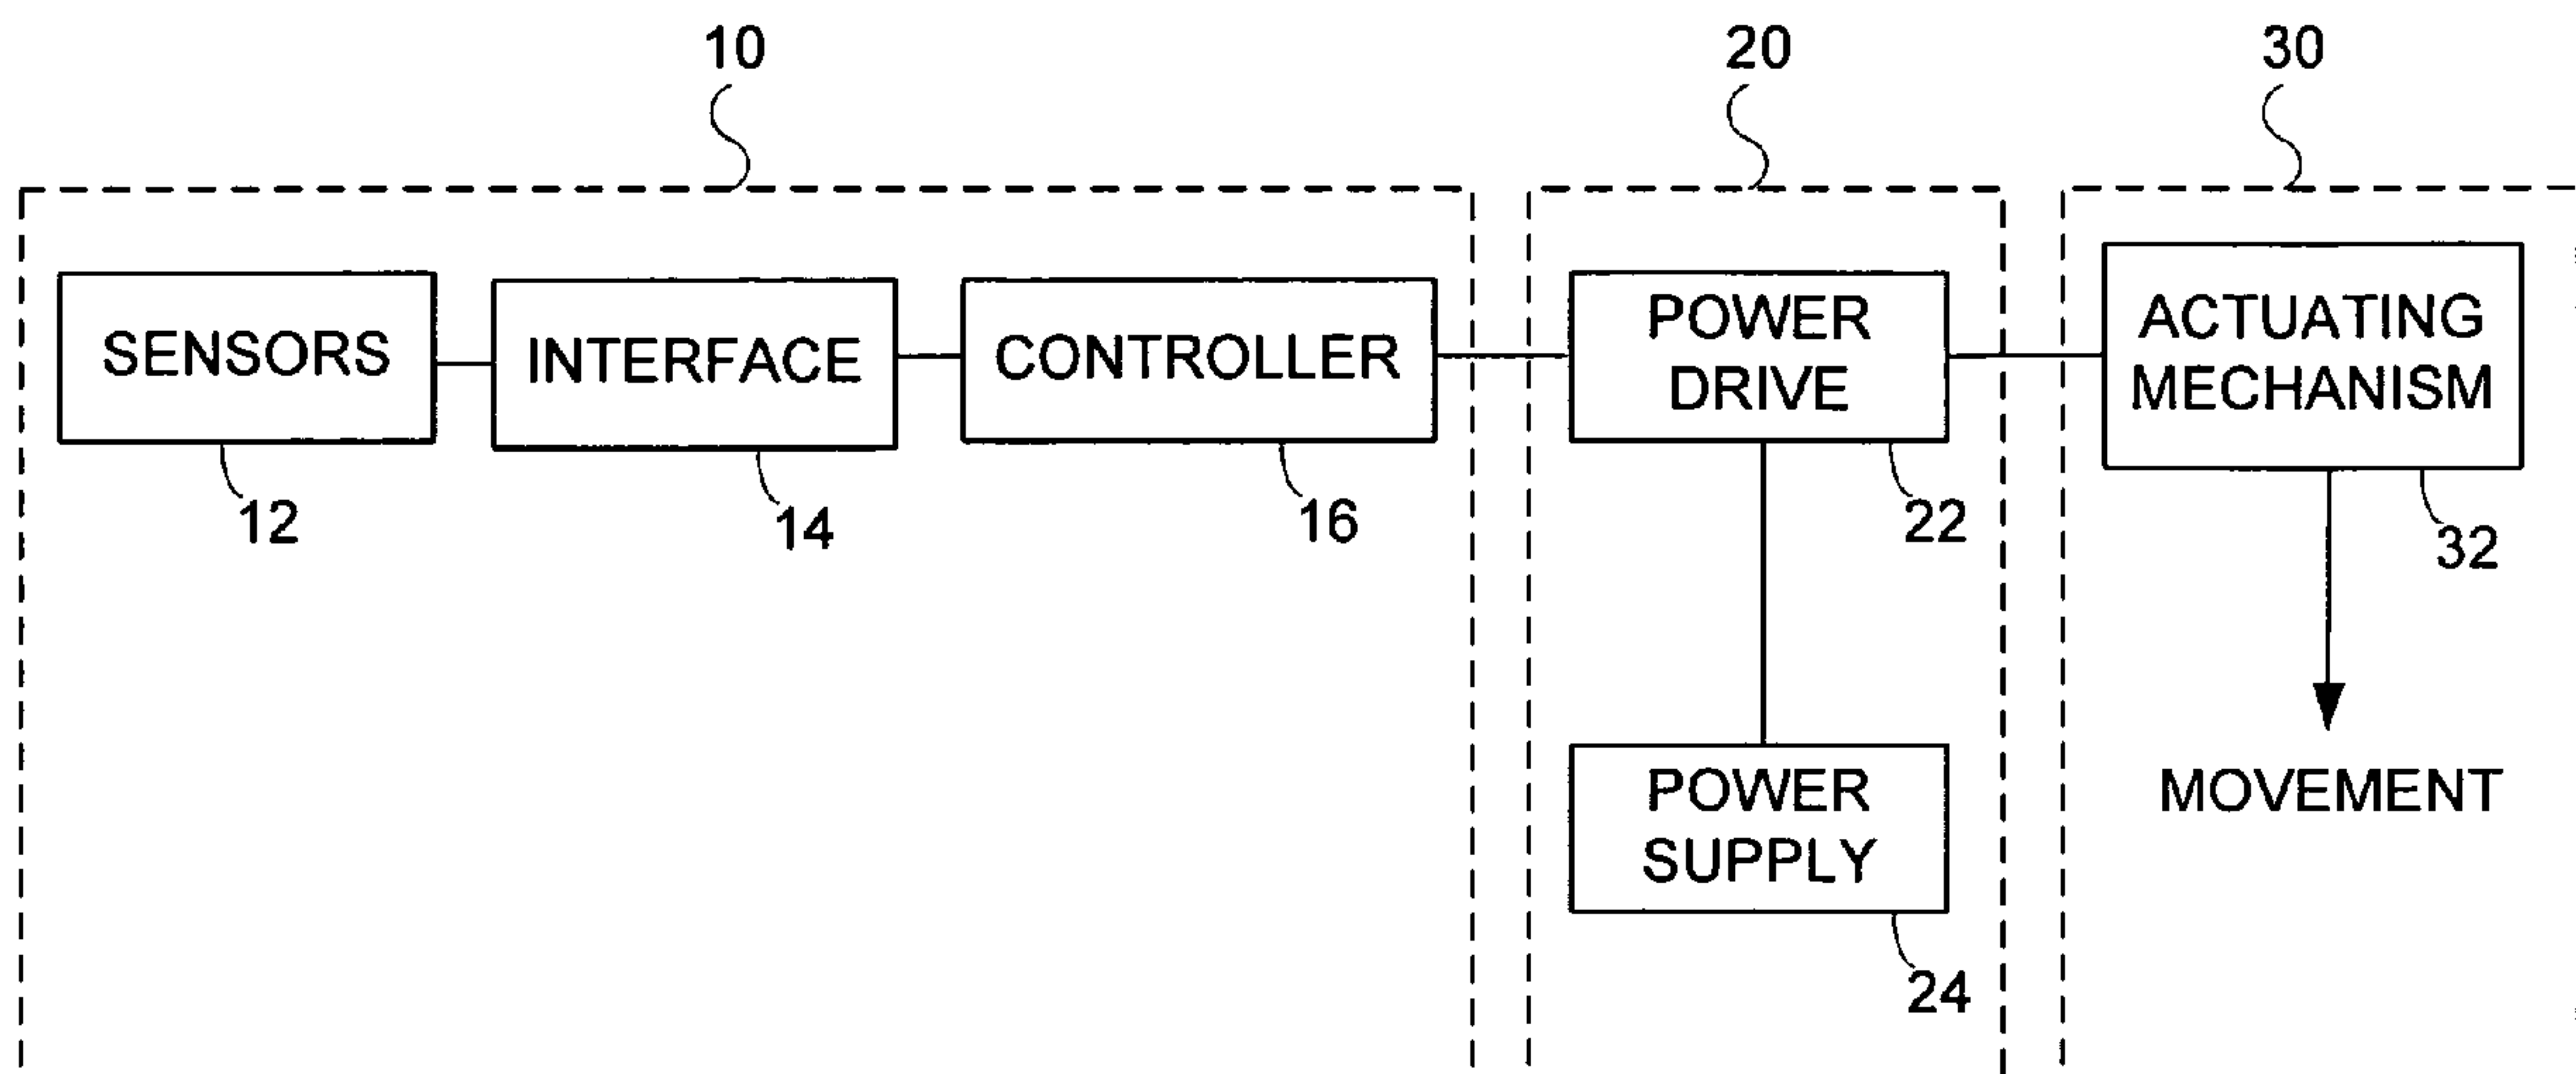 10
20
30
SENSORS
INTERFACE
CONTROLLER
POWER
DRIVE
ACTUATING
MECHANISM
12
14
16
22
32
POWER
SUPPLY
MOVEMENT
24